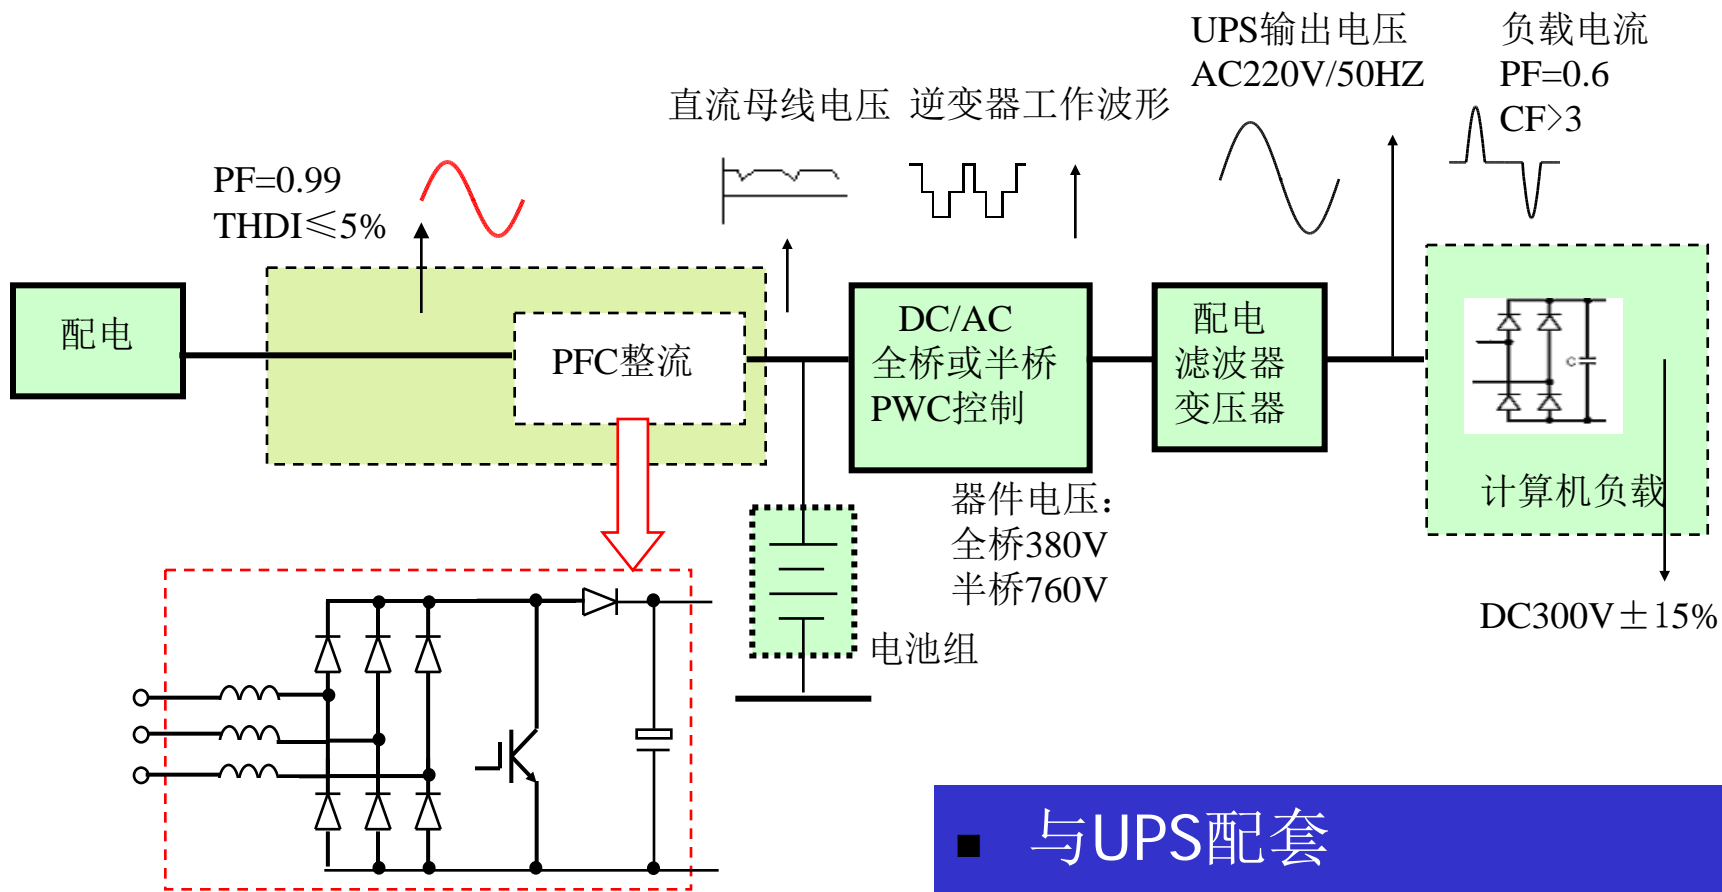 UPS输出电压
AC220V/50HZ
负载电流
PF=0.6
CF>3
直流母线电压
逆变器工作波形
PF=0.99
THDI≤5%
配电
PFC整流
DC/AC
全桥或半桥
PWC控制
配电
滤波器
变压器
C
计算机负载
器件电压：
全桥380V
半桥760V
DC300V±15%
电池组
■ 与UPS配套